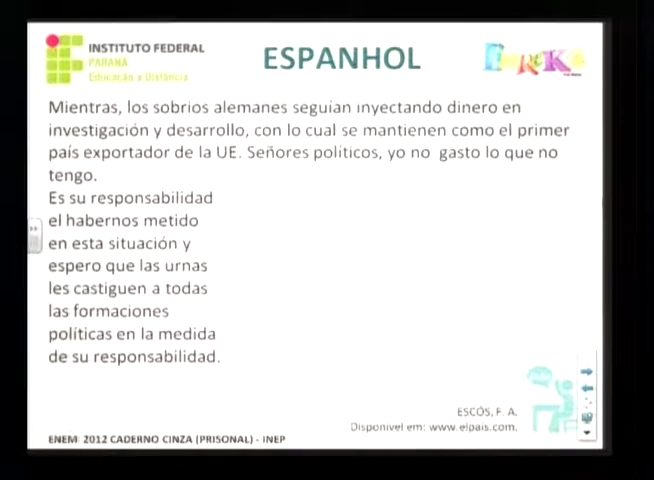 INSTITUTO FEDERAL
PARANÁ
Educação a Distância
ESPANHOL
EUREKA
Mientras, los sobrios alemanes seguían inyectando dinero en
investigación y desarrollo, con lo cual se mantienen como el primer
país exportador de la UE. Señores políticos, yo no gasto lo que no
tengo.
Es su responsabilidad
el habernos metido
en esta situación y
espero que las urnas
les castiguen a todas
las formaciones
políticas en la medida
de su responsabilidad.
ESCÓS, F. A.
Disponível em: www.elpais.com.
ENEM 2012 CADERNO CINZA (PRISONAL) - INEP